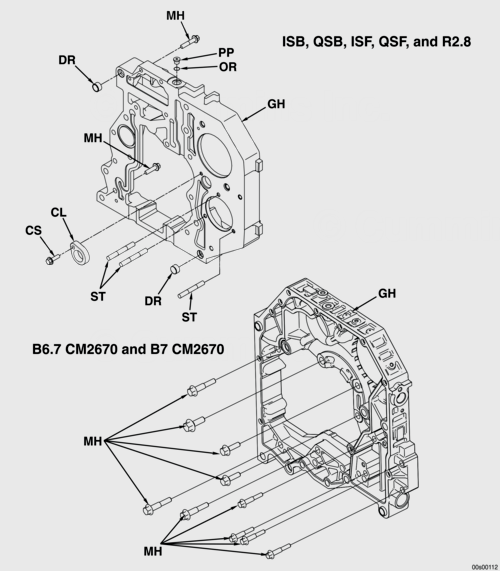 MH
ISB, QSB, ISF, QSF, and R2.8
PP
DR
OR
GH
MH
CL
CS
ST
DR
ST
GH
B6.7 CM2670 and B7 CM2670
MH
MH
00s00112